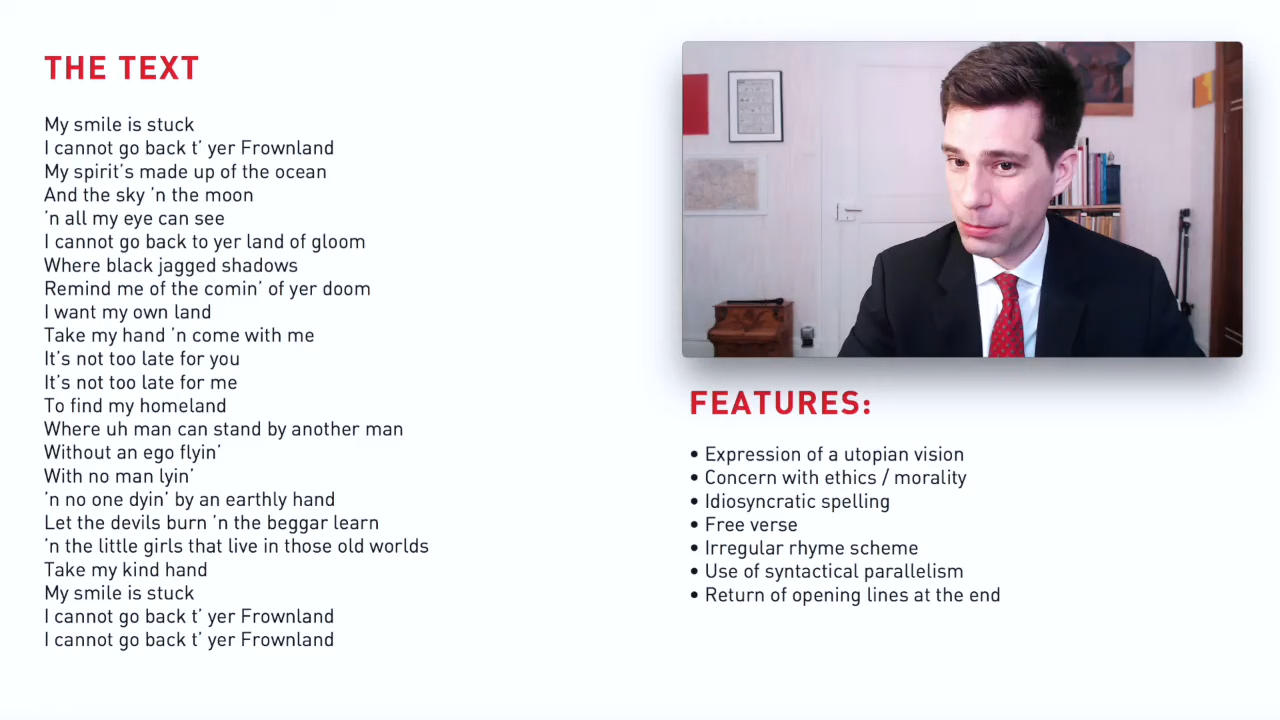 THE TEXT
My smile is stuck
I cannot go back t’ yer Frownland
My spirit’s made up of the ocean
And the sky ’n the moon
’n all my eye can see
I cannot go back to yer land of gloom
Where black jagged shadows
Remind me of the comin’ of yer doom
I want my own land
Take my hand ’n come with me
It’s not too late for you
It’s not too late for me
To find my homeland
Where uh man can stand by another man
Without an ego flyin’
With no man lyin’
’n no one dyin’ by an earthly hand
Let the devils burn ’n the beggar learn
’n the little girls that live in those old worlds
Take my kind hand
My smile is stuck
I cannot go back t’ yer Frownland
I cannot go back t’ yer Frownland
FEATURES:
• Expression of a utopian vision
• Concern with ethics / morality
• Idiosyncratic spelling
• Free verse
• Irregular rhyme scheme
• Use of syntactical parallelism
• Return of opening lines at the end